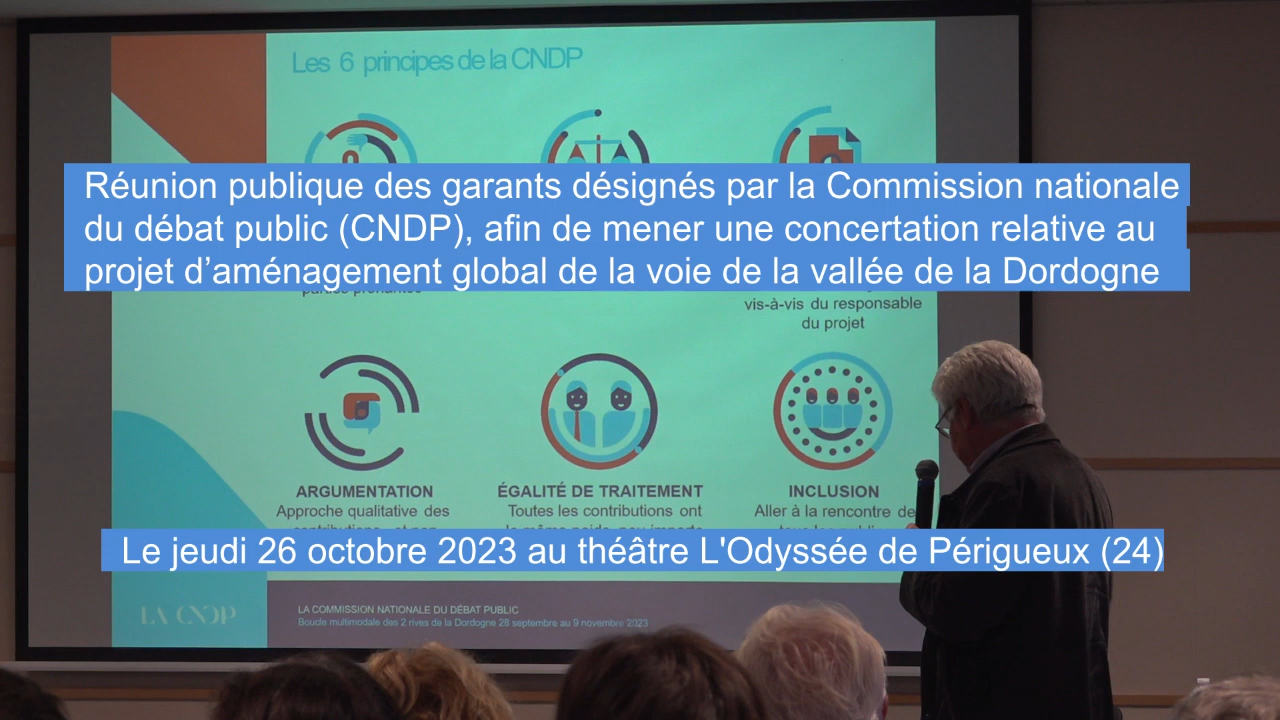 Les 6 principes de la CNDP
Réunion publique des garants désignés par la Commission nationale
du débat public (CNDP), afin de mener une concertation relative au
projet d’aménagement global de la voie de la vallée de la Dordogne
parties prenantes
vis-à-vis du responsable
du projet
ARGUMENTATION
Approche qualitative des
ÉGALITÉ DE TRAITEMENT
Toutes les contributions ont
INCLUSION
Aller à la rencontre de
Le jeudi 26 octobre 2023 au théâtre L'Odyssée de Périgueux (24)
LA CNDP
LA COMMISSION NATIONALE DU DÉBAT PUBLIC
Boucle multimodale des 2 rives de la Dordogne 28 septembre au 9 novembre 2023